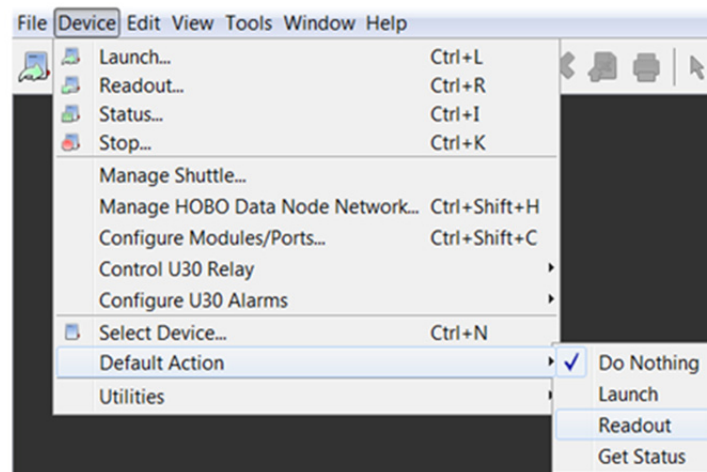 File Device Edit View Tools Window Help
Launch... Ctrl+L
Readout... Ctrl+R
Status... Ctrl+I
Stop... Ctrl+K
Manage Shuttle...
Manage HOBO Data Node Network... Ctrl+Shift+H
Configure Modules/Ports... Ctrl+Shift+C
Control U30 Relay
Configure U30 Alarms
Select Device... Ctrl+N
Default Action
Utilities
Do Nothing
Launch
Readout
Get Status